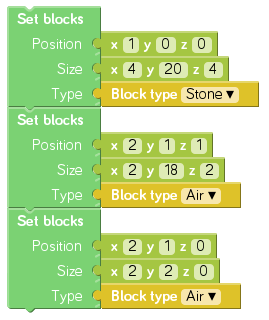 Set blocks
Position x 1 y 0 z 0
Size x 4 y 20 z 4
Type Block type Stone ▾
Set blocks
Position x 2 y 1 z 1
Size x 2 y 18 z 2
Type Block type Air ▾
Set blocks
Position x 2 y 1 z 0
Size x 2 y 2 z 0
Type Block type Air ▾